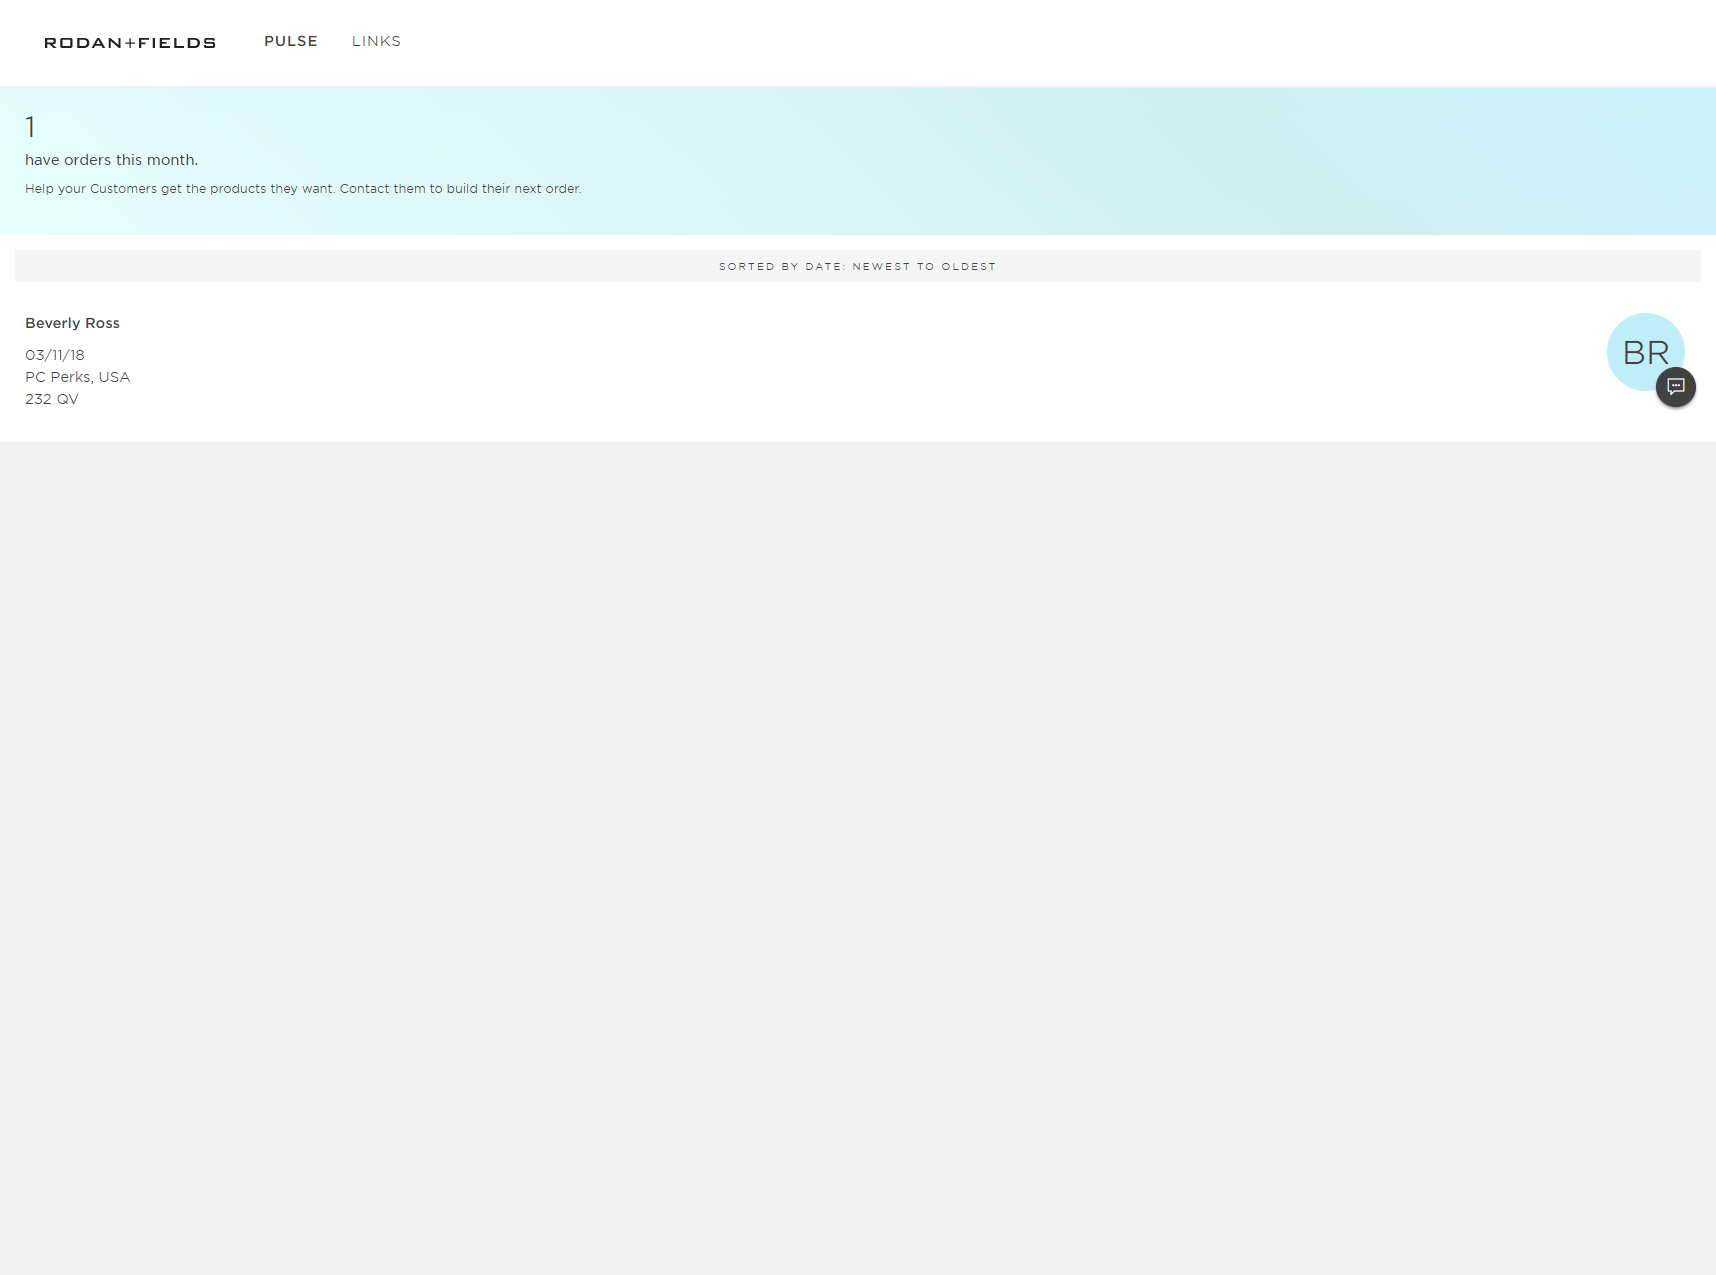 RODAN+FIELDS PULSE LINKS
1
have orders this month.
Help your Customers get the products they want. Contact them to build their next order.
SORTED BY DATE: NEWEST TO OLDEST
Beverly Ross
03/11/18
PC Perks, USA
232 QV
BR